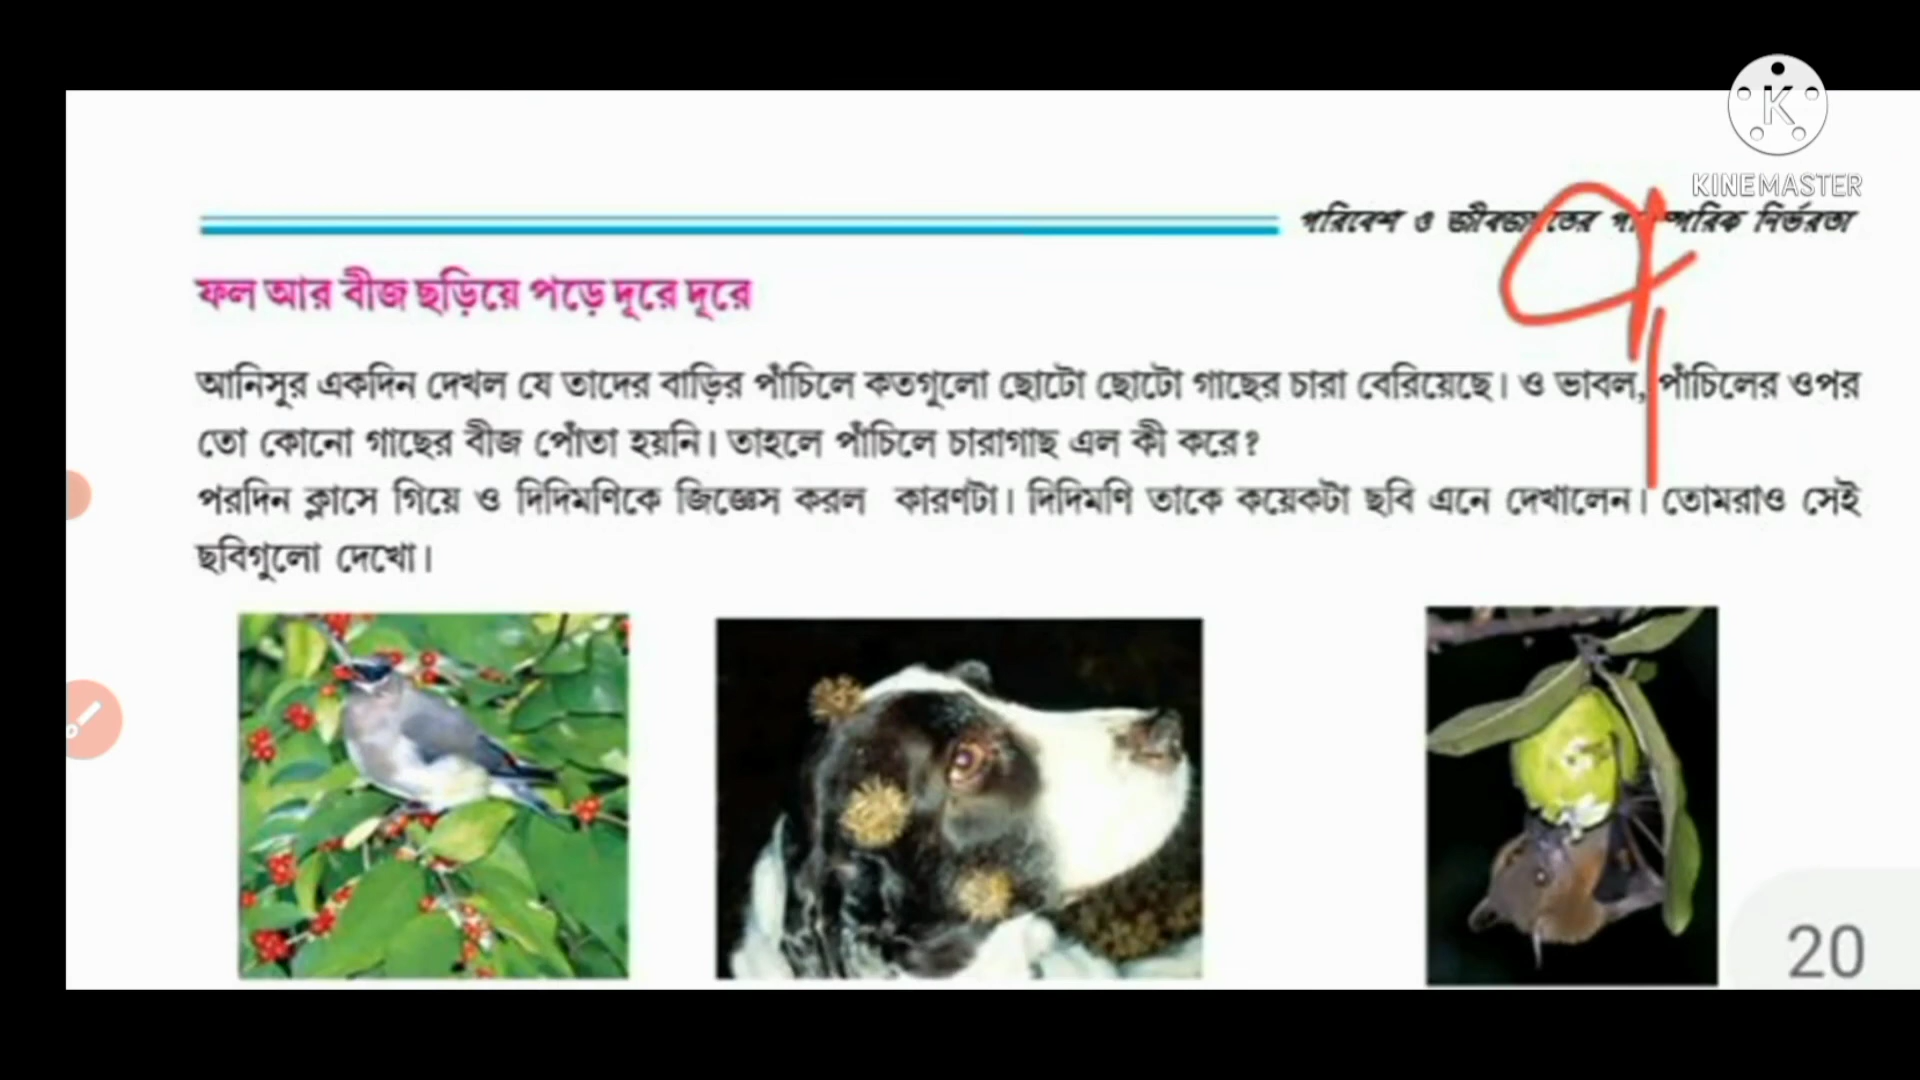 KINEMASTER
পরিবেশ ও জীবজগতের পারস্পরিক নির্ভরতা
ফল আর বীজ ছড়িয়ে পড়ে দূরে দূরে
আনিসুর একদিন দেখল যে তাদের বাড়ির পাঁচিলে কতগুলো ছোটো ছোটো গাছের চারা বেরিয়েছে। ও ভাবল, পাঁচিলের ওপর
তো কোনো গাছের বীজ পোঁতা হয়নি। তাহলে পাঁচিলে চারাগাছ এল কী করে?
পরদিন ক্লাসে গিয়ে ও দিদিমণিকে জিজ্ঞেস করল কারণটা। দিদিমণি তাকে কয়েকটা ছবি এনে দেখালেন। তোমরাও সেই
ছবিগুলো দেখো।
20